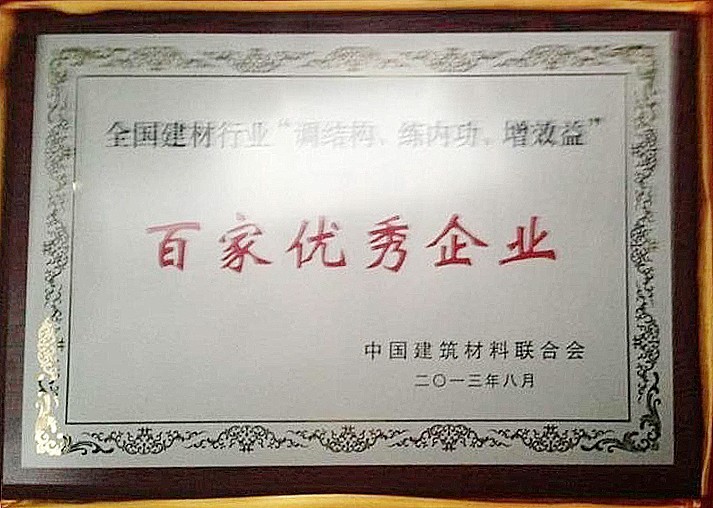 全国建材行业“调结构、练内功、增效益”
百家优秀企业
中国建筑材料联合会
二〇一三年八月